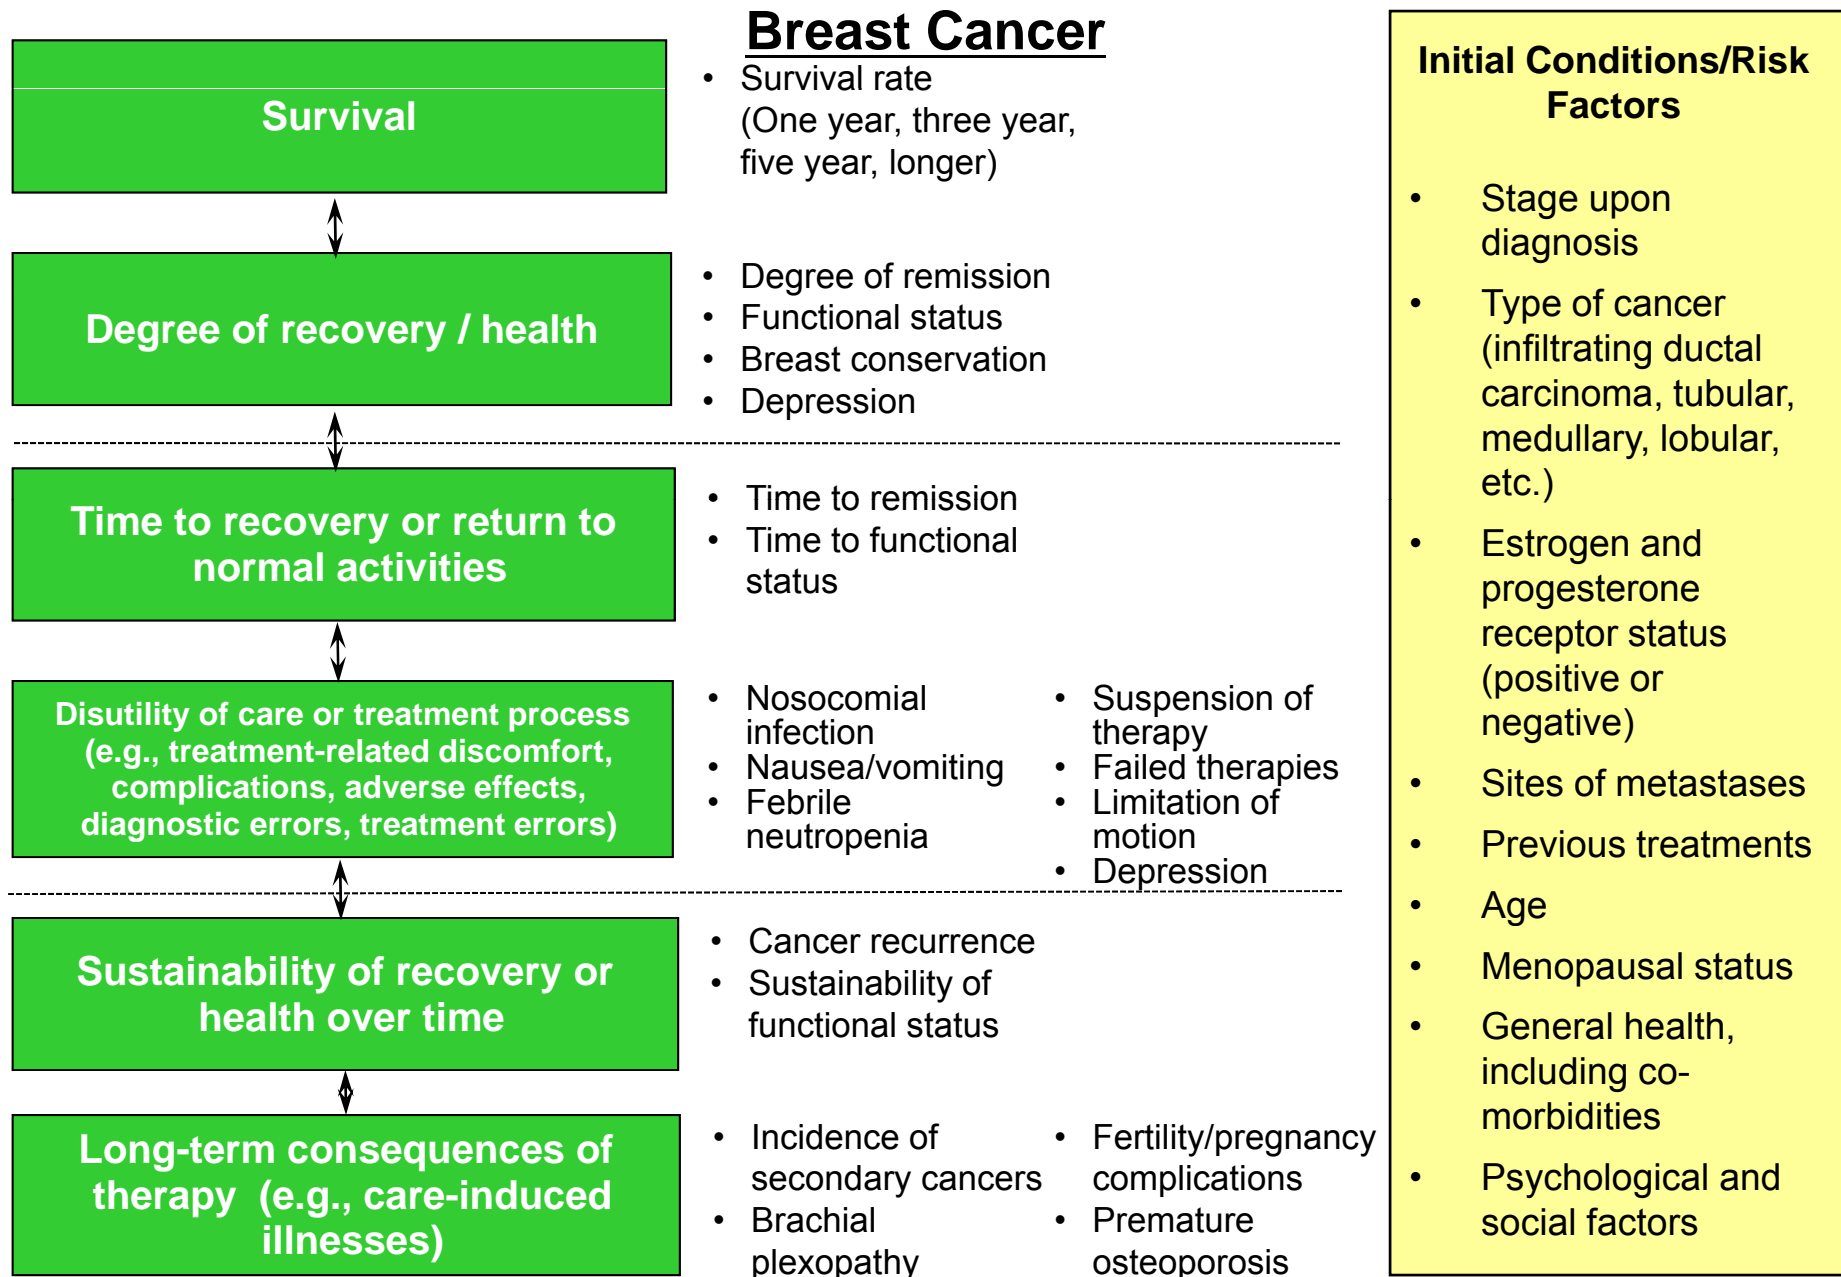 Breast Cancer
Survival
• Survival rate
(One year, three year,
five year, longer)
Degree of recovery / health
• Degree of remission
• Functional status
• Breast conservation
• Depression
Time to recovery or return to
normal activities
• Time to remission
• Time to functional
status
Disutility of care or treatment process
(e.g., treatment-related discomfort,
complications, adverse effects,
diagnostic errors, treatment errors)
• Nosocomial
infection
• Nausea/vomiting
• Febrile
neutropenia
• Suspension of
therapy
• Failed therapies
• Limitation of
motion
• Depression
Sustainability of recovery or
health over time
• Cancer recurrence
• Sustainability of
functional status
Long-term consequences of
therapy (e.g., care-induced
illnesses)
• Incidence of
secondary cancers
• Brachial
plexopathy
• Fertility/pregnancy
complications
• Premature
osteoporosis
Initial Conditions/Risk
Factors
• Stage upon
diagnosis
• Type of cancer
(infiltrating ductal
carcinoma, tubular,
medullary, lobular,
etc.)
• Estrogen and
progesterone
receptor status
(positive or
negative)
• Sites of metastases
• Previous treatments
• Age
• Menopausal status
• General health,
including co-
morbidities
• Psychological and
social factors